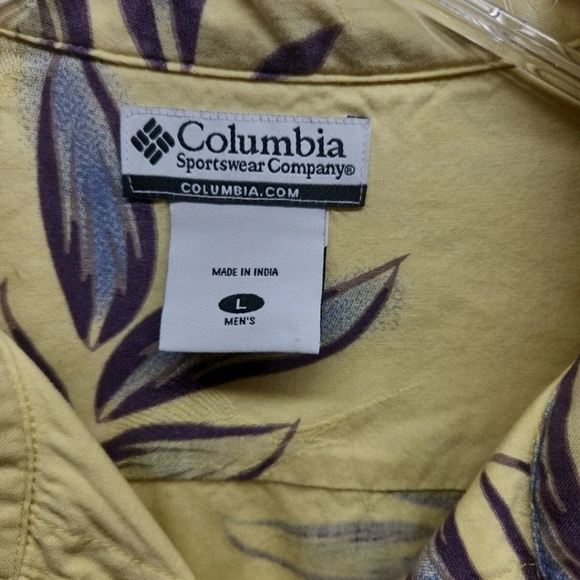 Columbia
Sportswear Company®
COLUMBIA.COM
MADE IN INDIA
L
MEN'S